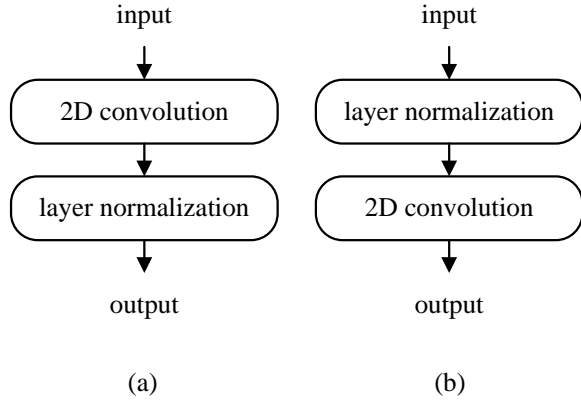 input
2D convolution
layer normalization
output
(a)
input
layer normalization
2D convolution
output
(b)